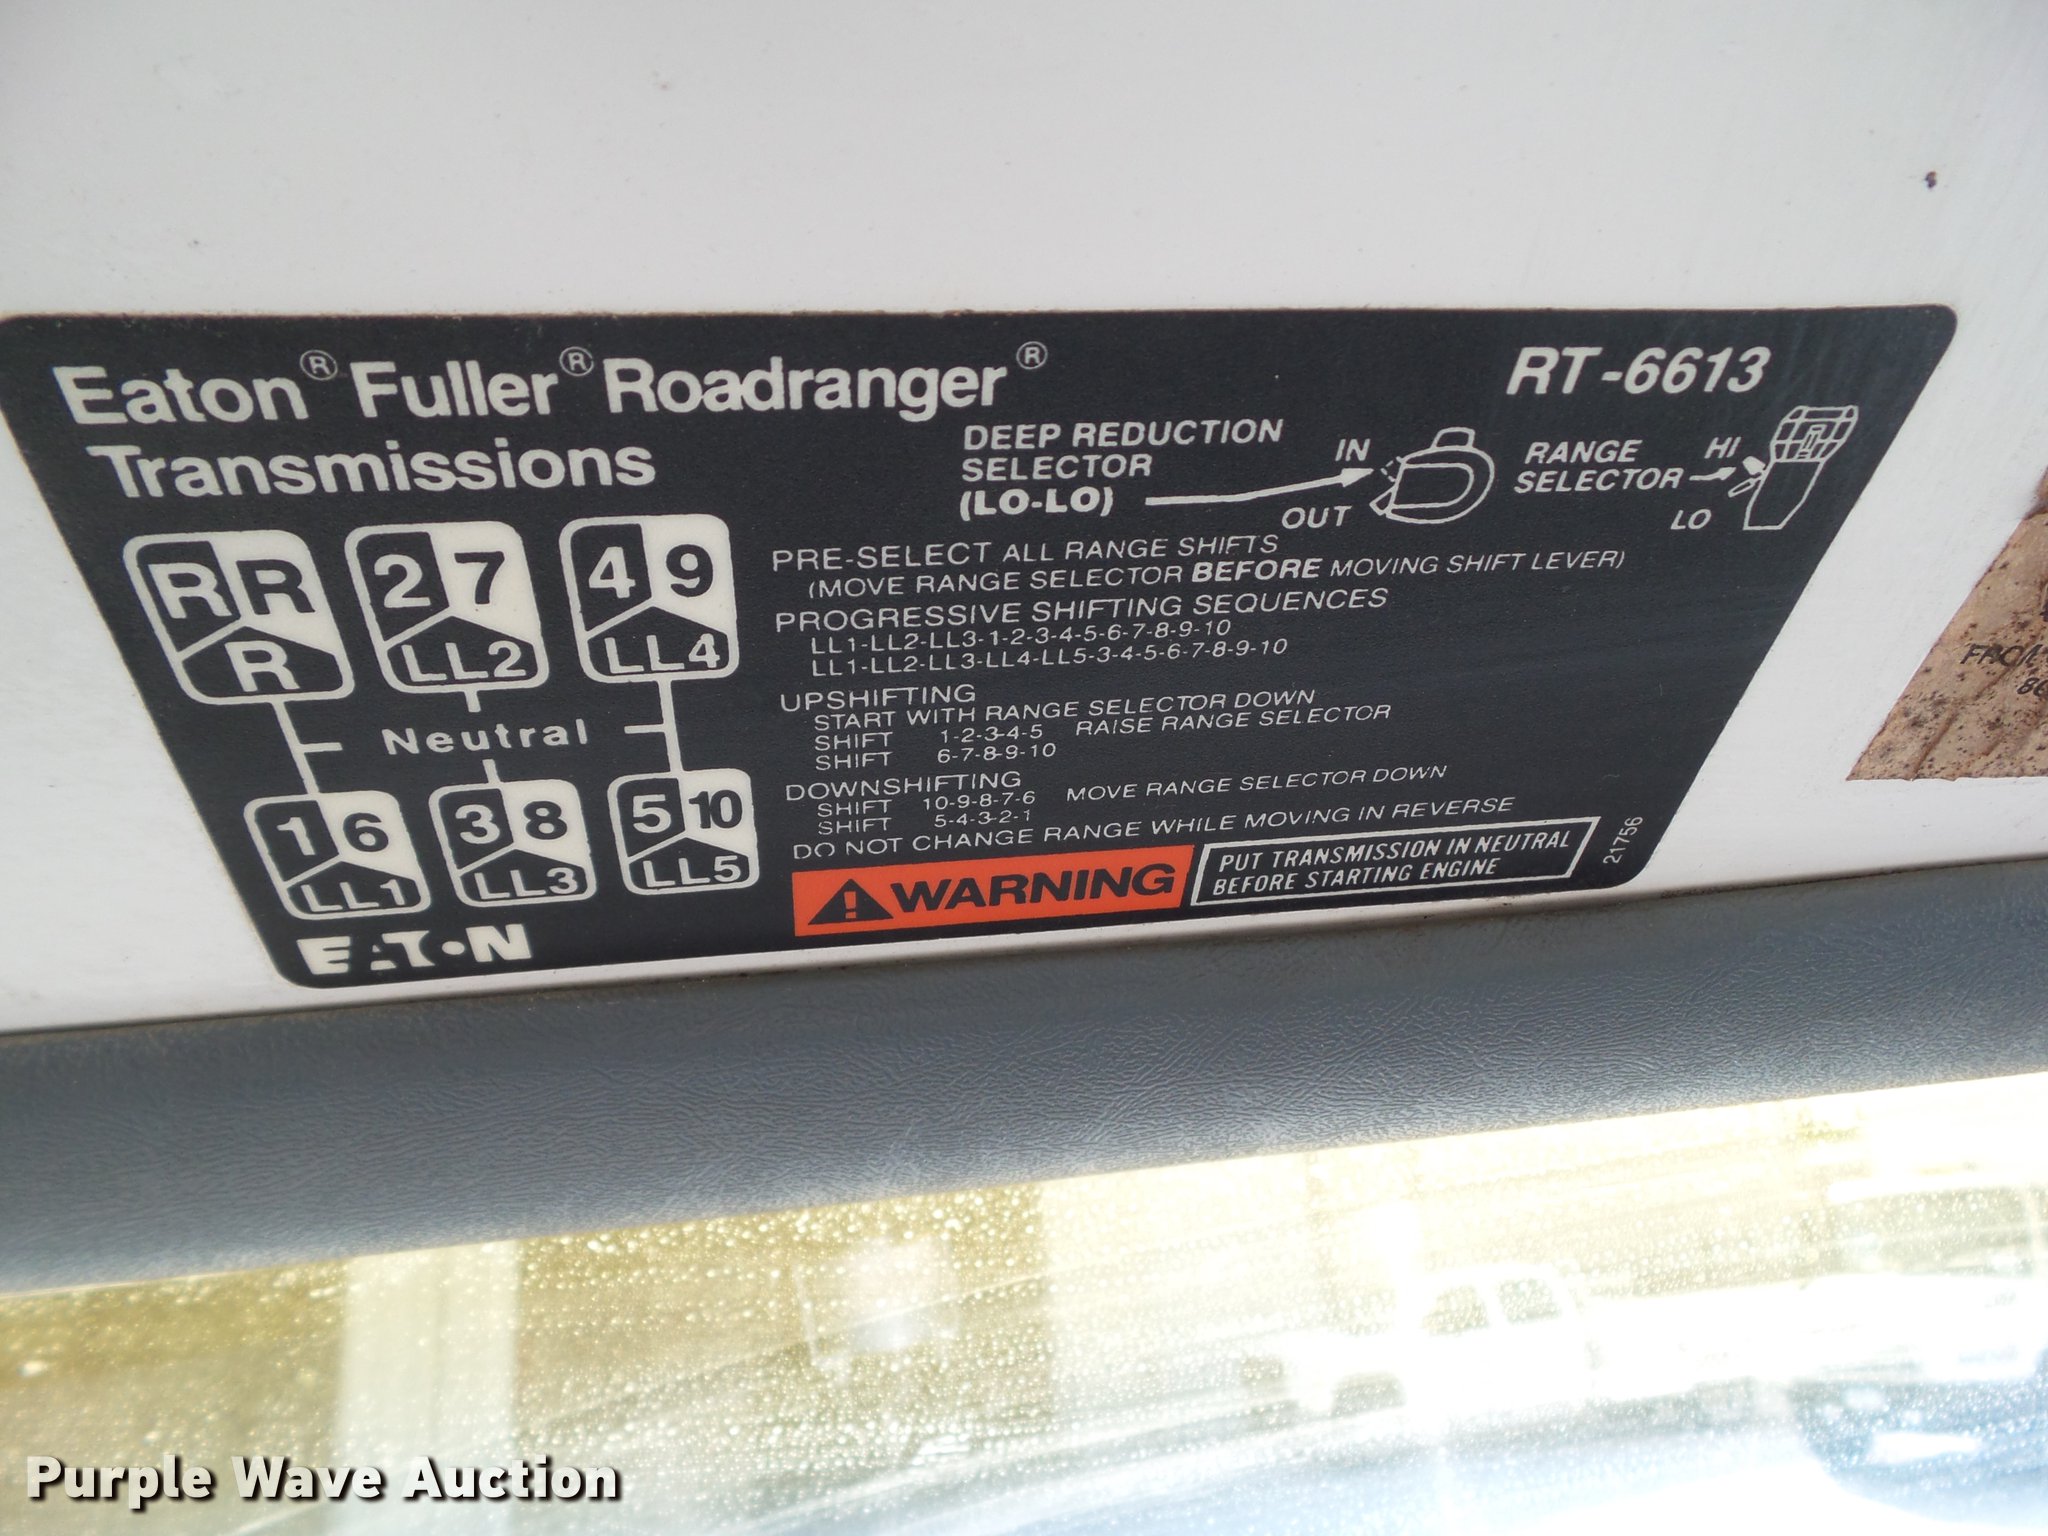 Eaton® Fuller® Roadranger®
Transmissions
RT-6613
DEEP REDUCTION
SELECTOR
(LO-LO)
IN
OUT
RANGE
SELECTOR
HI
LO
R R
R
2 7
LL2
4 9
LL4
Neutral
1 6
LL1
3 8
LL3
5 10
LL5
EATON
PRE-SELECT ALL RANGE SHIFTS
(MOVE RANGE SELECTOR BEFORE MOVING SHIFT LEVER)
PROGRESSIVE SHIFTING SEQUENCES
LL1-LL2-LL3-1-2-3-4-5-6-7-8-9-10
LL1-LL2-LL3-LL4-LL5-3-4-5-6-7-8-9-10
UPSHIFTING
START WITH RANGE SELECTOR DOWN
SHIFT 1-2-3-4-5 RAISE RANGE SELECTOR
SHIFT 6-7-8-9-10
DOWNSHIFTING
SHIFT 10-9-8-7-6 MOVE RANGE SELECTOR DOWN
SHIFT 5-4-3-2-1
DO NOT CHANGE RANGE WHILE MOVING IN REVERSE
WARNING
PUT TRANSMISSION IN NEUTRAL
BEFORE STARTING ENGINE
21756
Purple Wave Auction